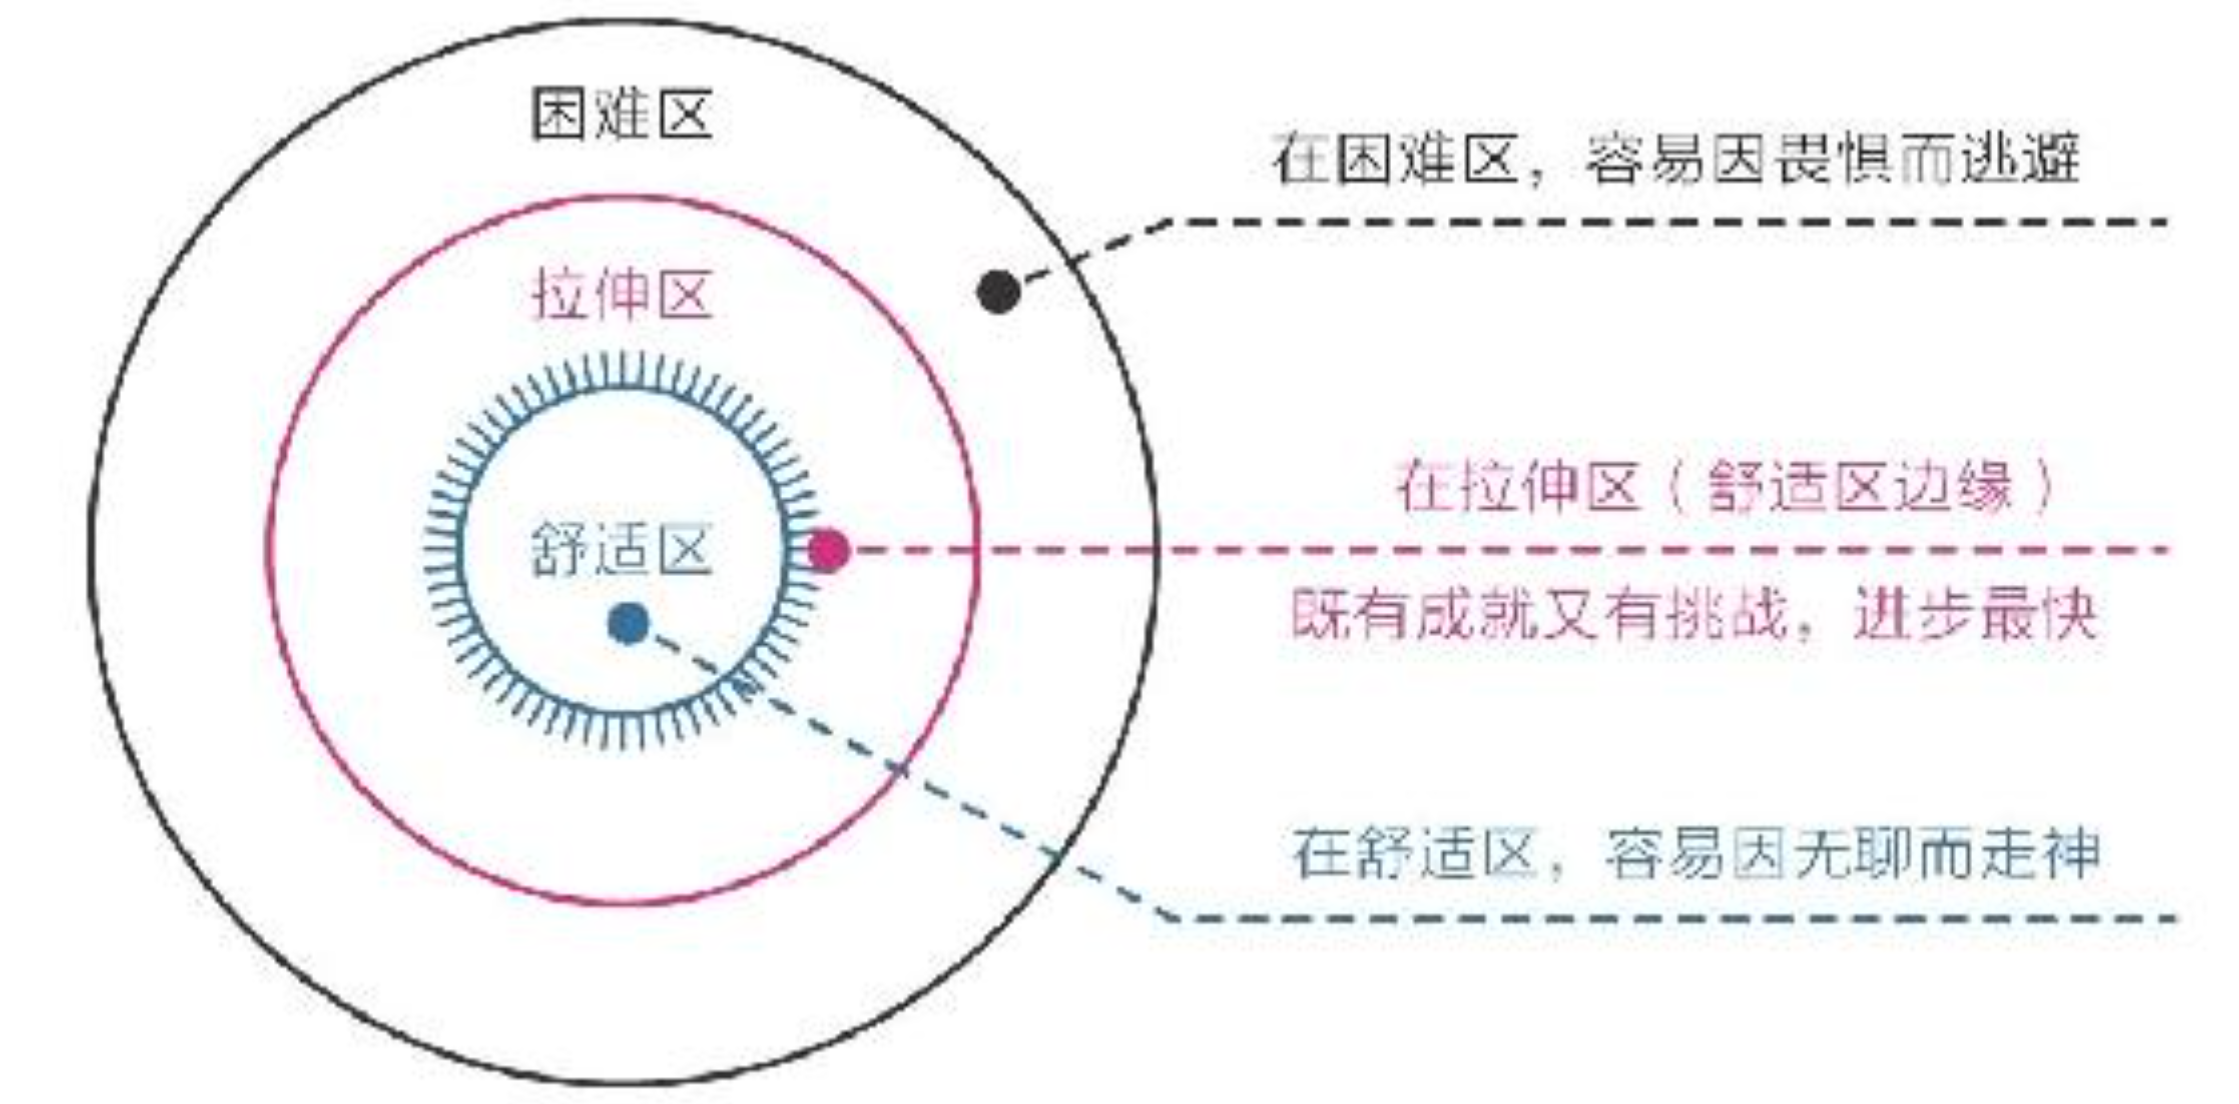 困难区
拉伸区
舒适区
在困难区，容易因畏惧而逃避
在拉伸区（舒适区边缘）
既有成就又有挑战，进步最快
在舒适区，容易因无聊而走神